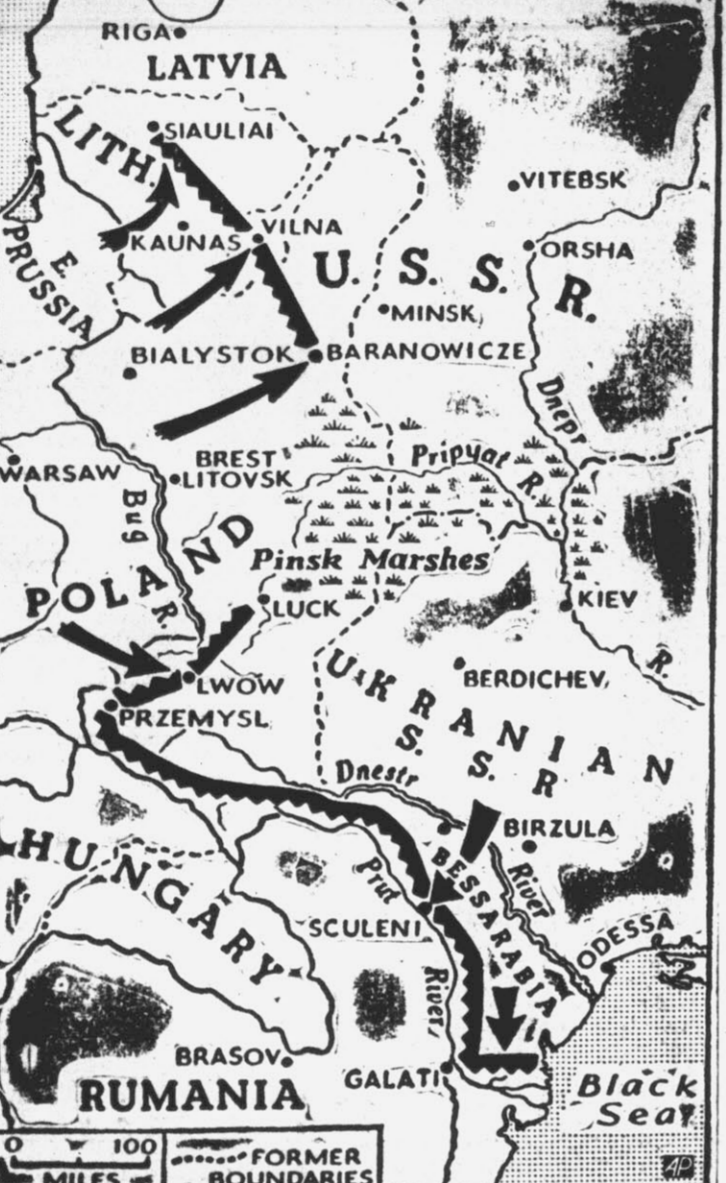 RIGA
LATVIA
LITH.
SIAULIAI
VITEBSK
KAUNAS
VILNA
E.
PRUSSIA
ORSHA
U. S. S. R.
MINSK
BIALYSTOK
BARANOWICZE
Dnepr
WARSAW
BREST
LITOVSK
Pripyat R.
Bug
R.
POLAND
Pinsk Marshes
LUCK
KIEV
R.
LWOW
BERDICHEV
PRZEMYSL
UKRANIAN
S. S. R
Dnestr
River
BIRZULA
HUNGARY
Prut
River
BESSARABIA
SCULENI
ODESSA
BRASOV
GALATI
RUMANIA
Black
Sea
0 100
MILES
FORMER
BOUNDARIES
AP